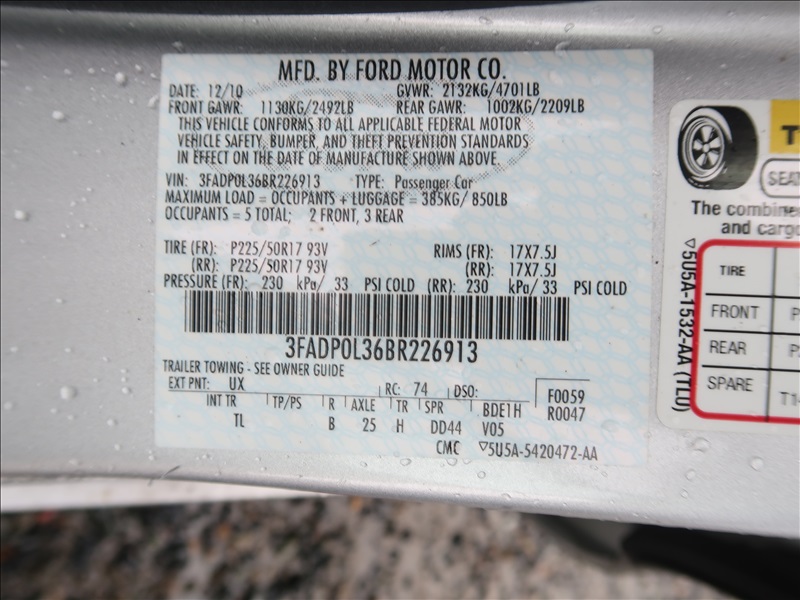 MFD. BY FORD MOTOR CO.
DATE: 12/10 GVWR: 2132KG/4701LB
FRONT GAWR: 1130KG/2492LB REAR GAWR: 1002KG/2209LB
THIS VEHICLE CONFORMS TO ALL APPLICABLE FEDERAL MOTOR
VEHICLE SAFETY, BUMPER, AND THEFT PREVENTION STANDARDS
IN EFFECT ON THE DATE OF MANUFACTURE SHOWN ABOVE.
VIN: 3FADP0L36BR226913 TYPE: Passenger Car
MAXIMUM LOAD = OCCUPANTS + LUGGAGE = 385KG/ 850LB
OCCUPANTS = 5 TOTAL; 2 FRONT, 3 REAR
TIRE (FR): P225/50R17 93V RIMS (FR): 17X7.5J
(RR): P225/50R17 93V (RR): 17X7.5J
PRESSURE (FR): 230 kPa/ 33 PSI COLD (RR): 230 kPa/ 33 PSI COLD
3FADP0L36BR226913
TRAILER TOWING - SEE OWNER GUIDE
EXT PNT: UX RC: 74 DSO: F0059
R0047
INT TR TP/PS R AXLE TR SPR BDE1H
TL B 25 H DD44 V05
CMC ▽5U5A-5420472-AA
T
SEAT
The combine
and cargo
TIRE
FRONT P
REAR P
SPARE T1
▽5U5A-1532-AA (TL0)